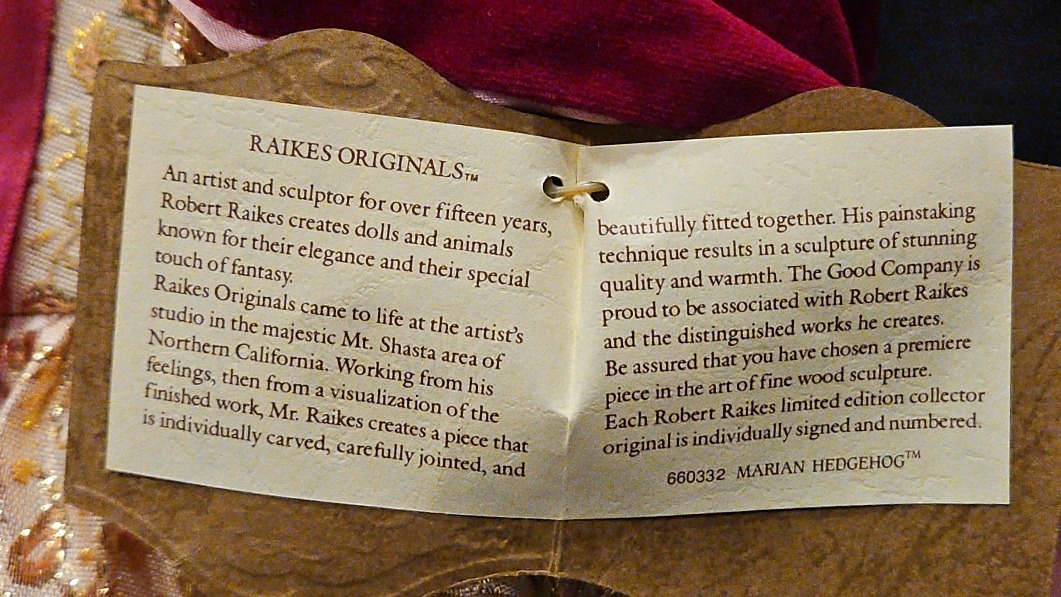 RAIKES ORIGINALS™
An artist and sculptor for over fifteen years,
Robert Raikes creates dolls and animals
known for their elegance and their special
touch of fantasy.
Raikes Originals came to life at the artist's
studio in the majestic Mt. Shasta area of
Northern California. Working from his
feelings, then from a visualization of the
finished work, Mr. Raikes creates a piece that
is individually carved, carefully jointed, and
beautifully fitted together. His painstaking
technique results in a sculpture of stunning
quality and warmth. The Good Company is
proud to be associated with Robert Raikes
and the distinguished works he creates.
Be assured that you have chosen a premiere
piece in the art of fine wood sculpture.
Each Robert Raikes limited edition collector
original is individually signed and numbered.
660332 MARIAN HEDGEHOG™